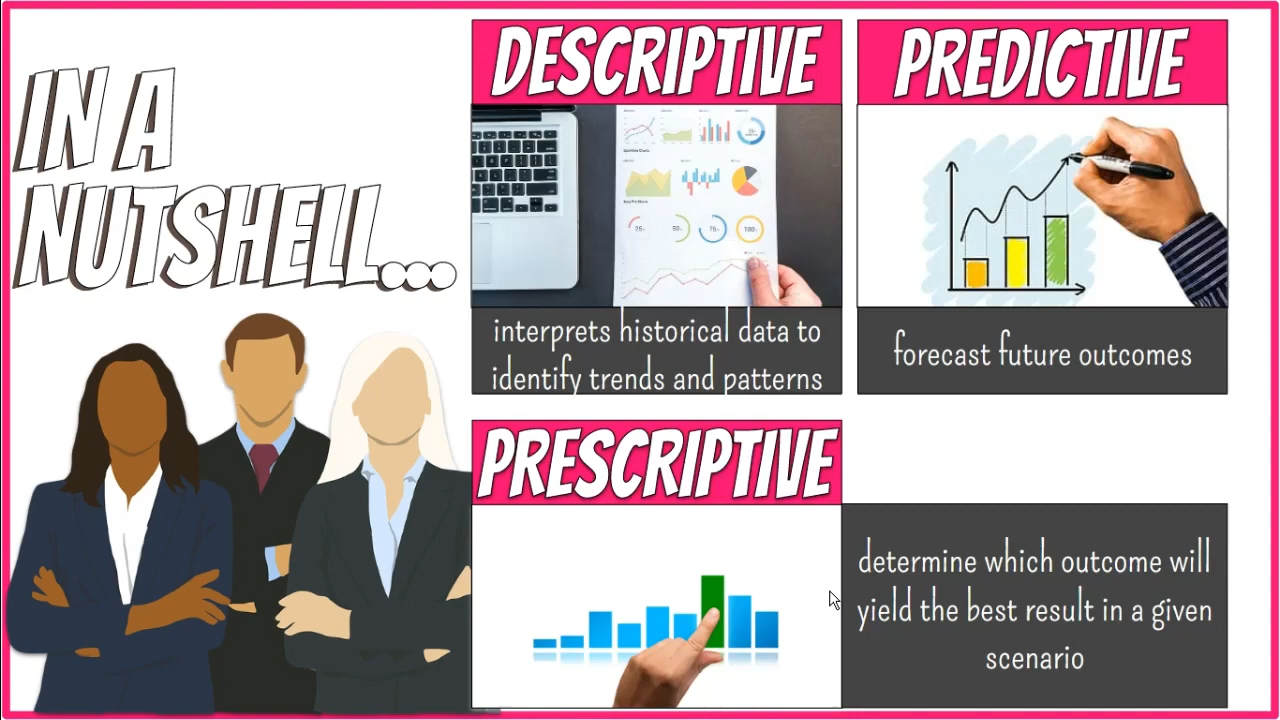 IN A
NUTSHELL...
DESCRIPTIVE
interprets historical data to
identify trends and patterns
PREDICTIVE
forecast future outcomes
PRESCRIPTIVE
determine which outcome will
yield the best result in a given
scenario